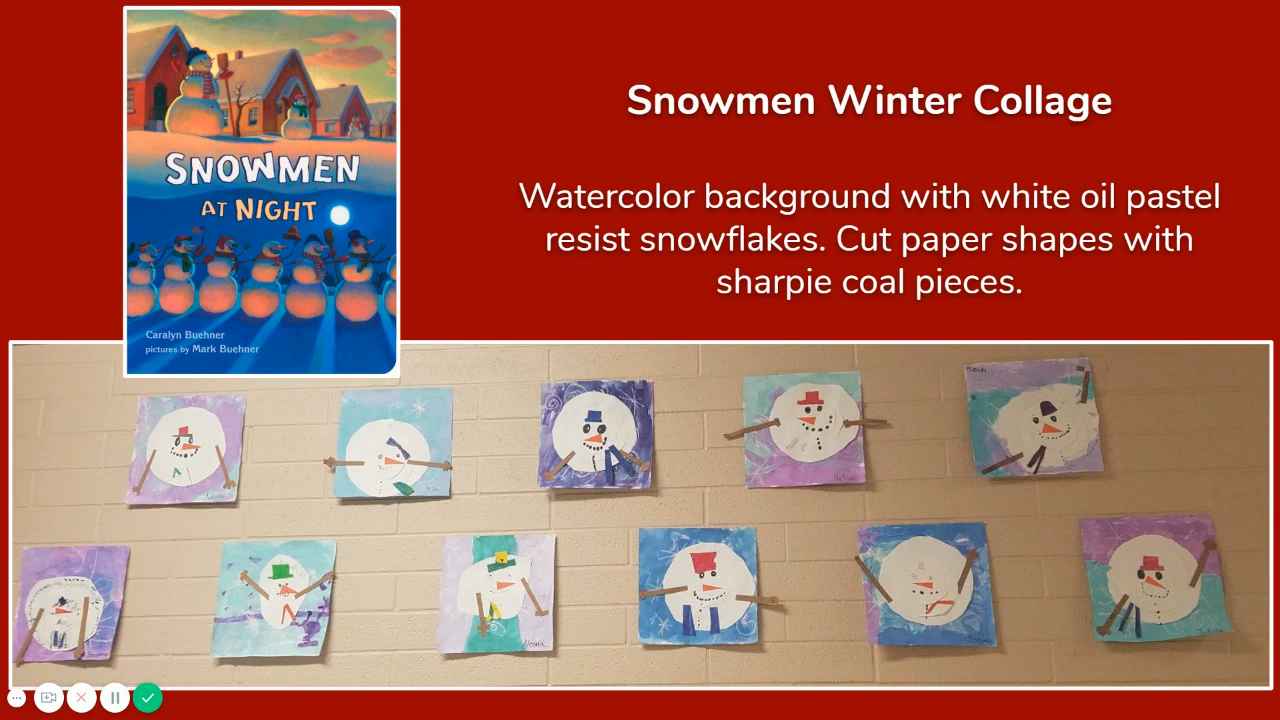 SNOWMEN
AT NIGHT
Caralyn Buehner
pictures by Mark Buehner
Snowmen Winter Collage
Watercolor background with white oil pastel
resist snowflakes. Cut paper shapes with
sharpie coal pieces.